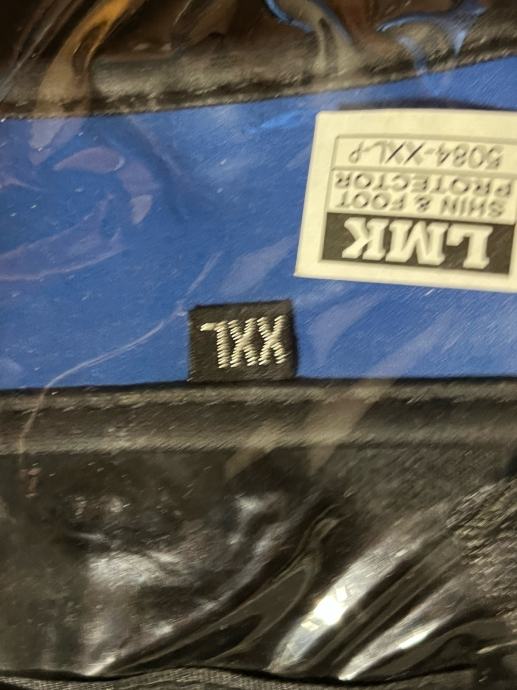 LMK
SHIN & FOOT
PROTECTOR
5084-XXL-P
XXL